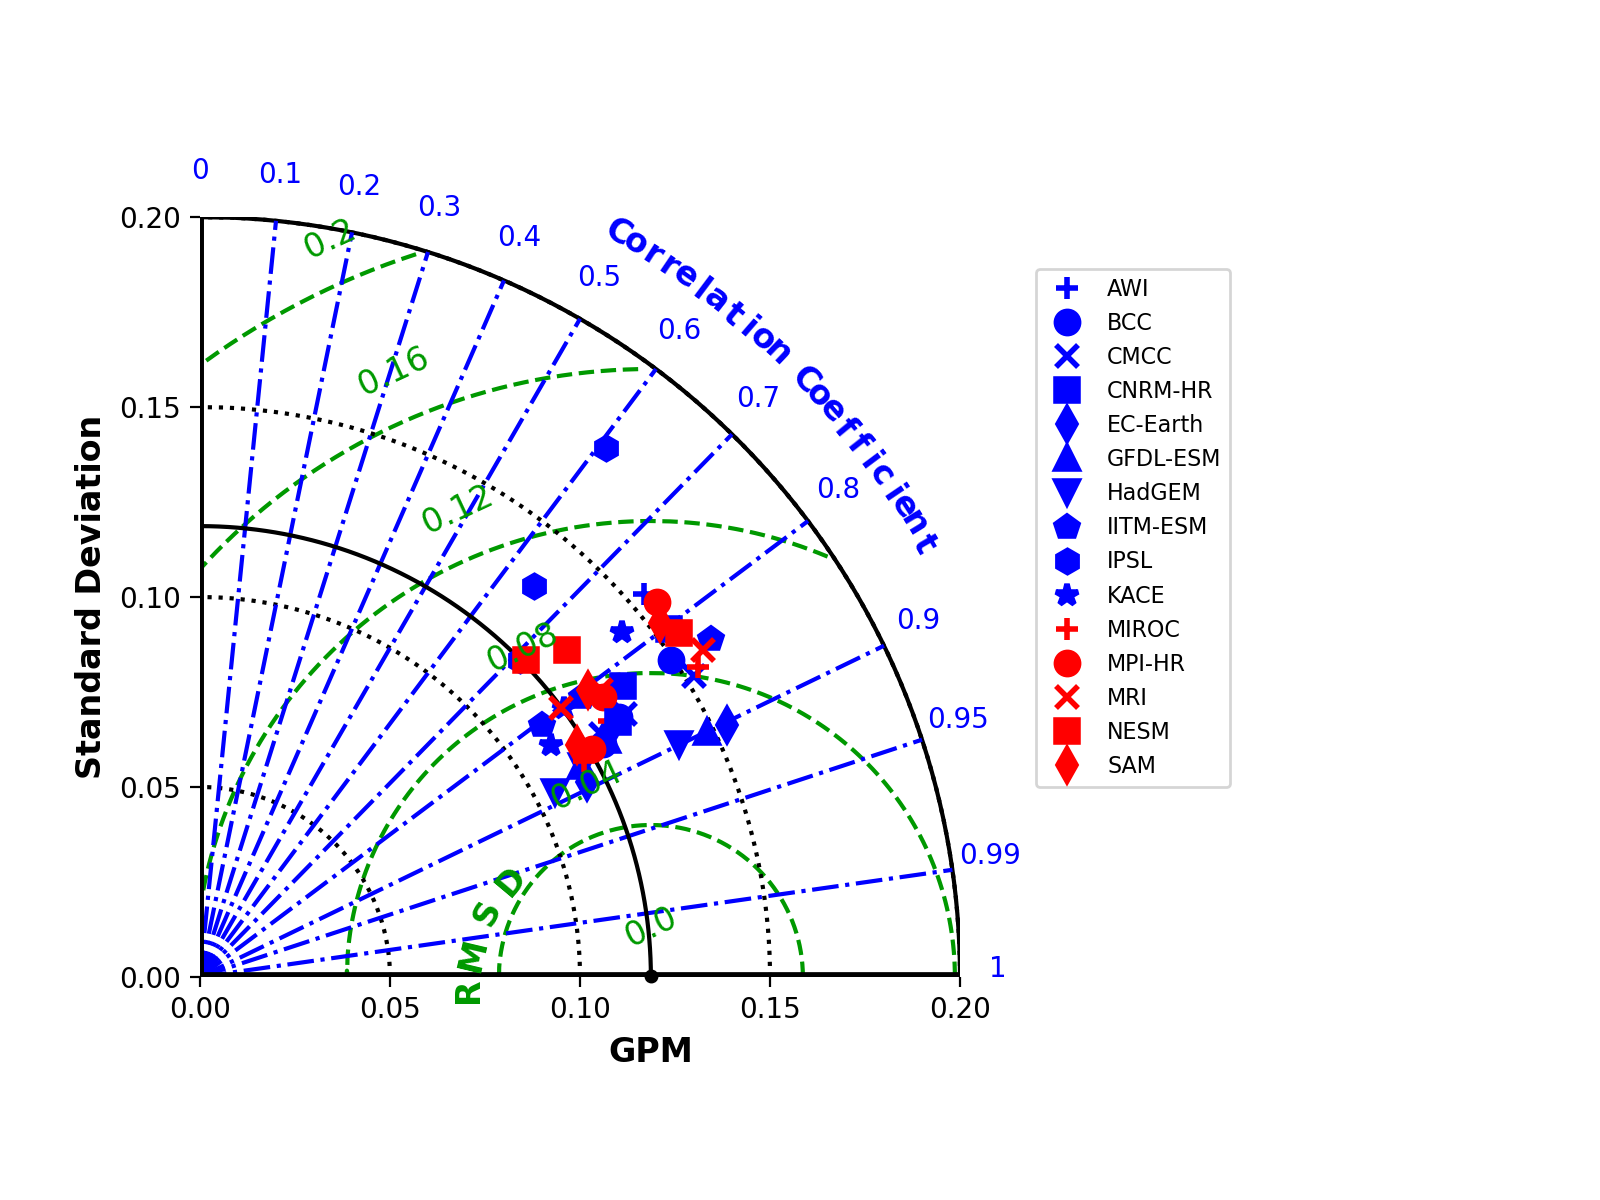 0
0.1
0.2
0.3
0.4
0.5
0.6
0.7
0.8
0.9
0.95
0.99
1
Correlation Coefficient
0.20
0.15
0.10
0.05
0.00
Standard Deviation
0.2
0.16
0.12
0.08
0.04
0.0
RMSD
0.00
0.05
0.10
0.15
0.20
GPM
AWI
BCC
CMCC
CNRM-HR
EC-Earth
GFDL-ESM
HadGEM
IITM-ESM
IPSL
KACE
MIROC
MPI-HR
MRI
NESM
SAM